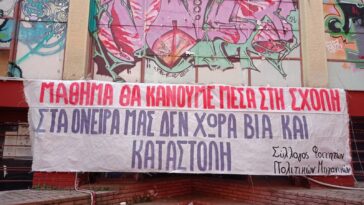 ΜΑΘΗΜΑ ΘΑ ΚΑΝΟΥΜΕ ΜΕΣΑ ΣΤΗ ΣΧΟΛΗ
ΣΤΑ ΟΝΕΙΡΑ ΜΑΣ ΔΕΝ ΧΩΡΑ ΒΙΑ ΚΑΙ
ΚΑΤΑΣΤΟΛΗ
Σύλλογος Φοιτητών
Πολιτικών Μηχανικών